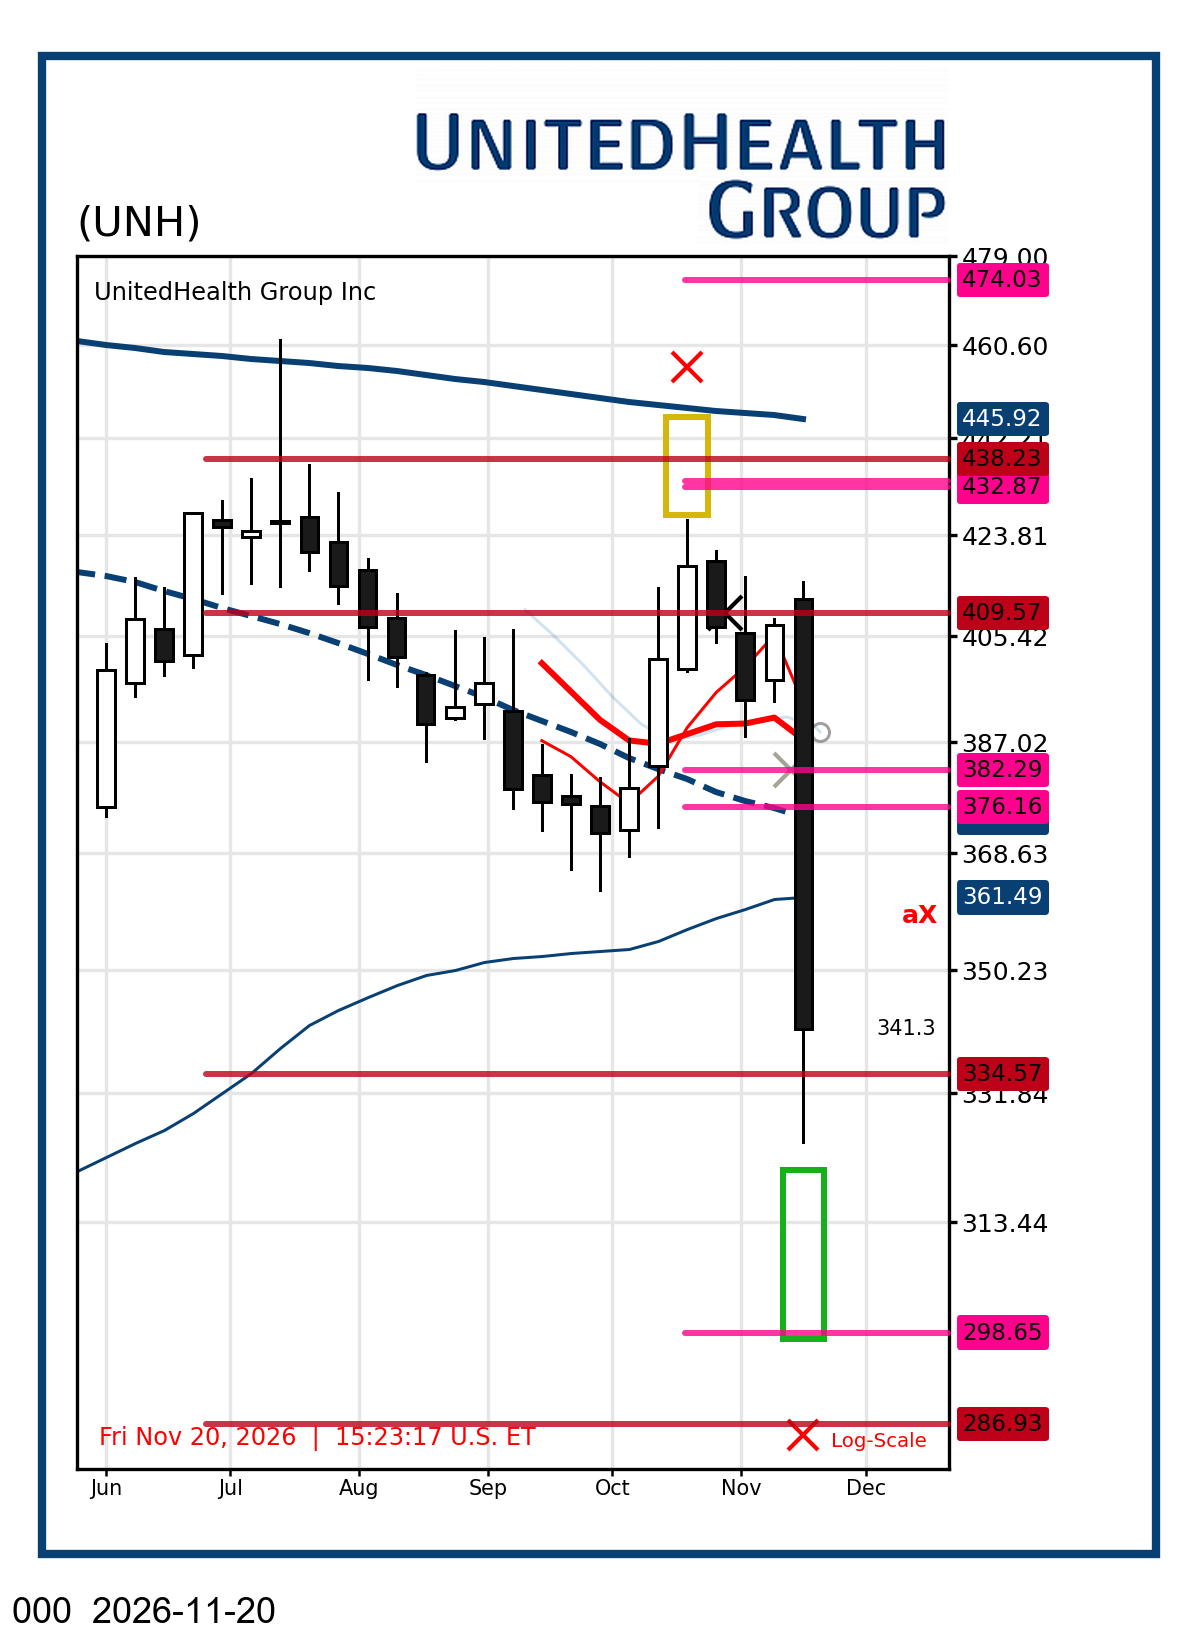 UNITEDHEALTH
GROUP
(UNH)
UnitedHealth Group Inc
479.00
474.03
460.60
445.92
442.21
438.23
432.87
423.81
409.57
405.42
387.02
382.29
376.16
368.63
361.49
aX
350.23
341.3
334.57
331.84
313.44
298.65
286.93
Fri Nov 20, 2026 | 15:23:17 U.S. ET
Log-Scale
Jun Jul Aug Sep Oct Nov Dec
000 2026-11-20